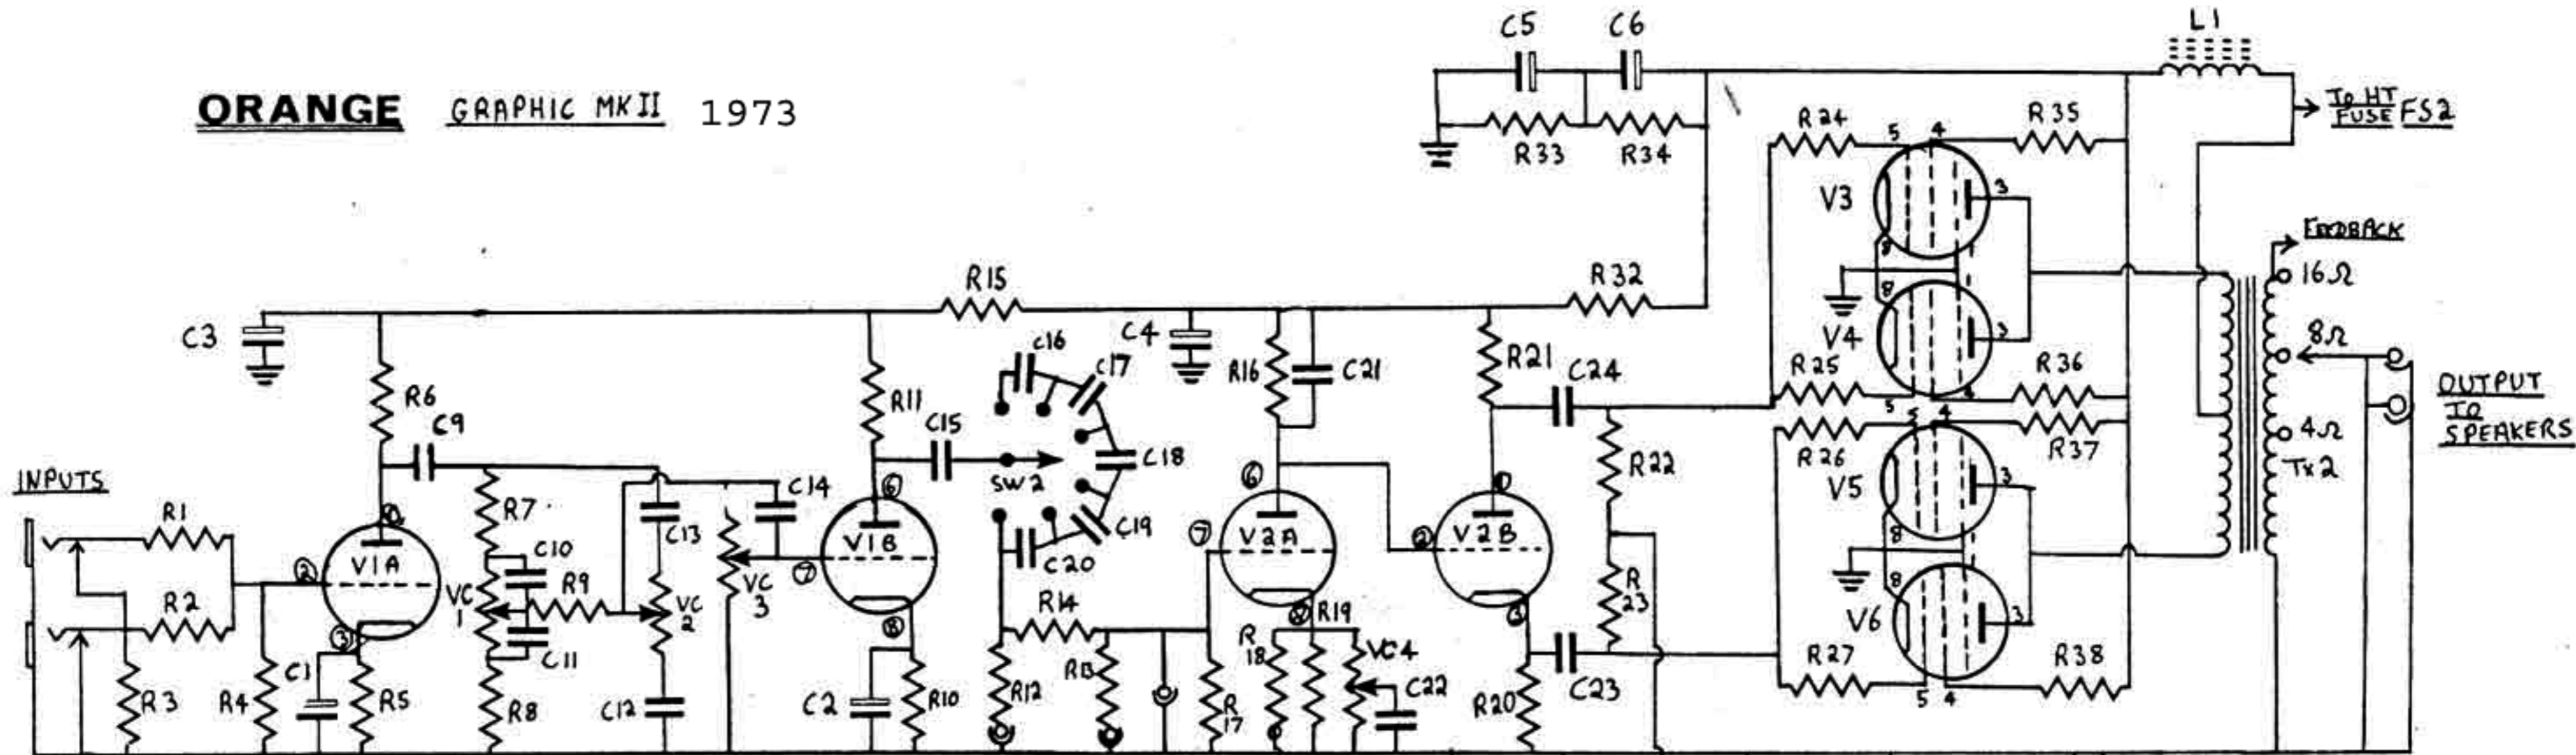 ORANGE GRAPHIC MK II 1973
C5
C6
L1
TO HT
FUSE FS2
R33
R34
R24
5
4
R35
V3
3
8
FEEDBACK
16Ω
R15
R32
C3
C4
C16
C17
R16
C21
R21
C24
8
V4
3
8Ω
R25
R36
5
4
OUTPUT
TO
SPEAKERS
R6
C9
R11
C15
C18
SW2
R22
R26
5
4
R37
4Ω
TX2
V5
3
8
INPUTS
R1
R7
C14
C13
C19
C20
6
6
1
1
V1A
2
3
C10
VC
1
R9
VC
2
VC
3
V1B
7
8
V2A
7
8
V2B
2
3
R
23
8
V6
3
R2
C11
R14
R19
R3
R4
C1
R5
R8
C12
C2
R10
R12
R13
R
17
R
18
VC4
C22
R20
C23
R27
5
4
R38